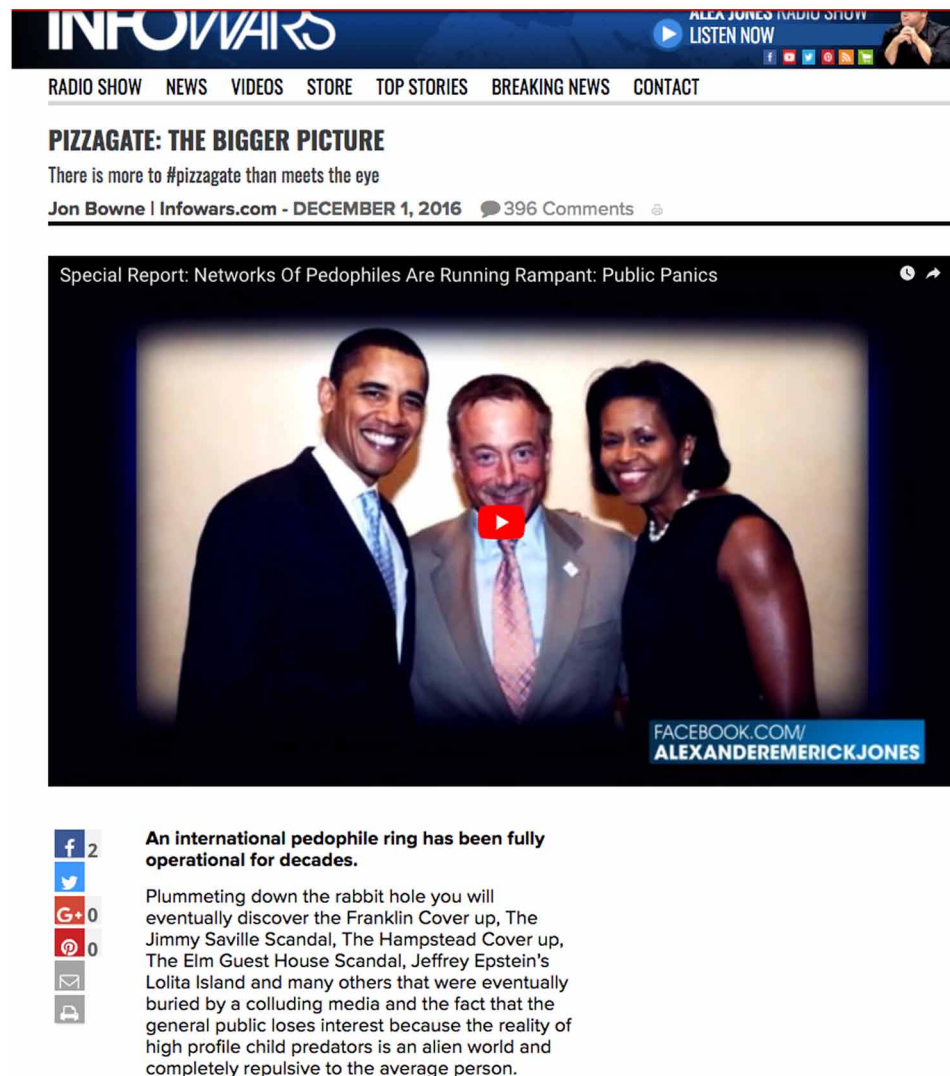 INFOWARS
ALEX JONES RADIO SHOW
LISTEN NOW
RADIO SHOW NEWS VIDEOS STORE TOP STORIES BREAKING NEWS CONTACT
PIZZAGATE: THE BIGGER PICTURE
There is more to #pizzagate than meets the eye
Jon Bowne | Infowars.com - DECEMBER 1, 2016 396 Comments
Special Report: Networks Of Pedophiles Are Running Rampant: Public Panics
FACEBOOK.COM/
ALEXANDEREMERICKJONES
f 2
G+ 0
0
An international pedophile ring has been fully
operational for decades.
Plummeting down the rabbit hole you will
eventually discover the Franklin Cover up, The
Jimmy Saville Scandal, The Hampstead Cover up,
The Elm Guest House Scandal, Jeffrey Epstein's
Lolita Island and many others that were eventually
buried by a colluding media and the fact that the
general public loses interest because the reality of
high profile child predators is an alien world and
completely repulsive to the average person.